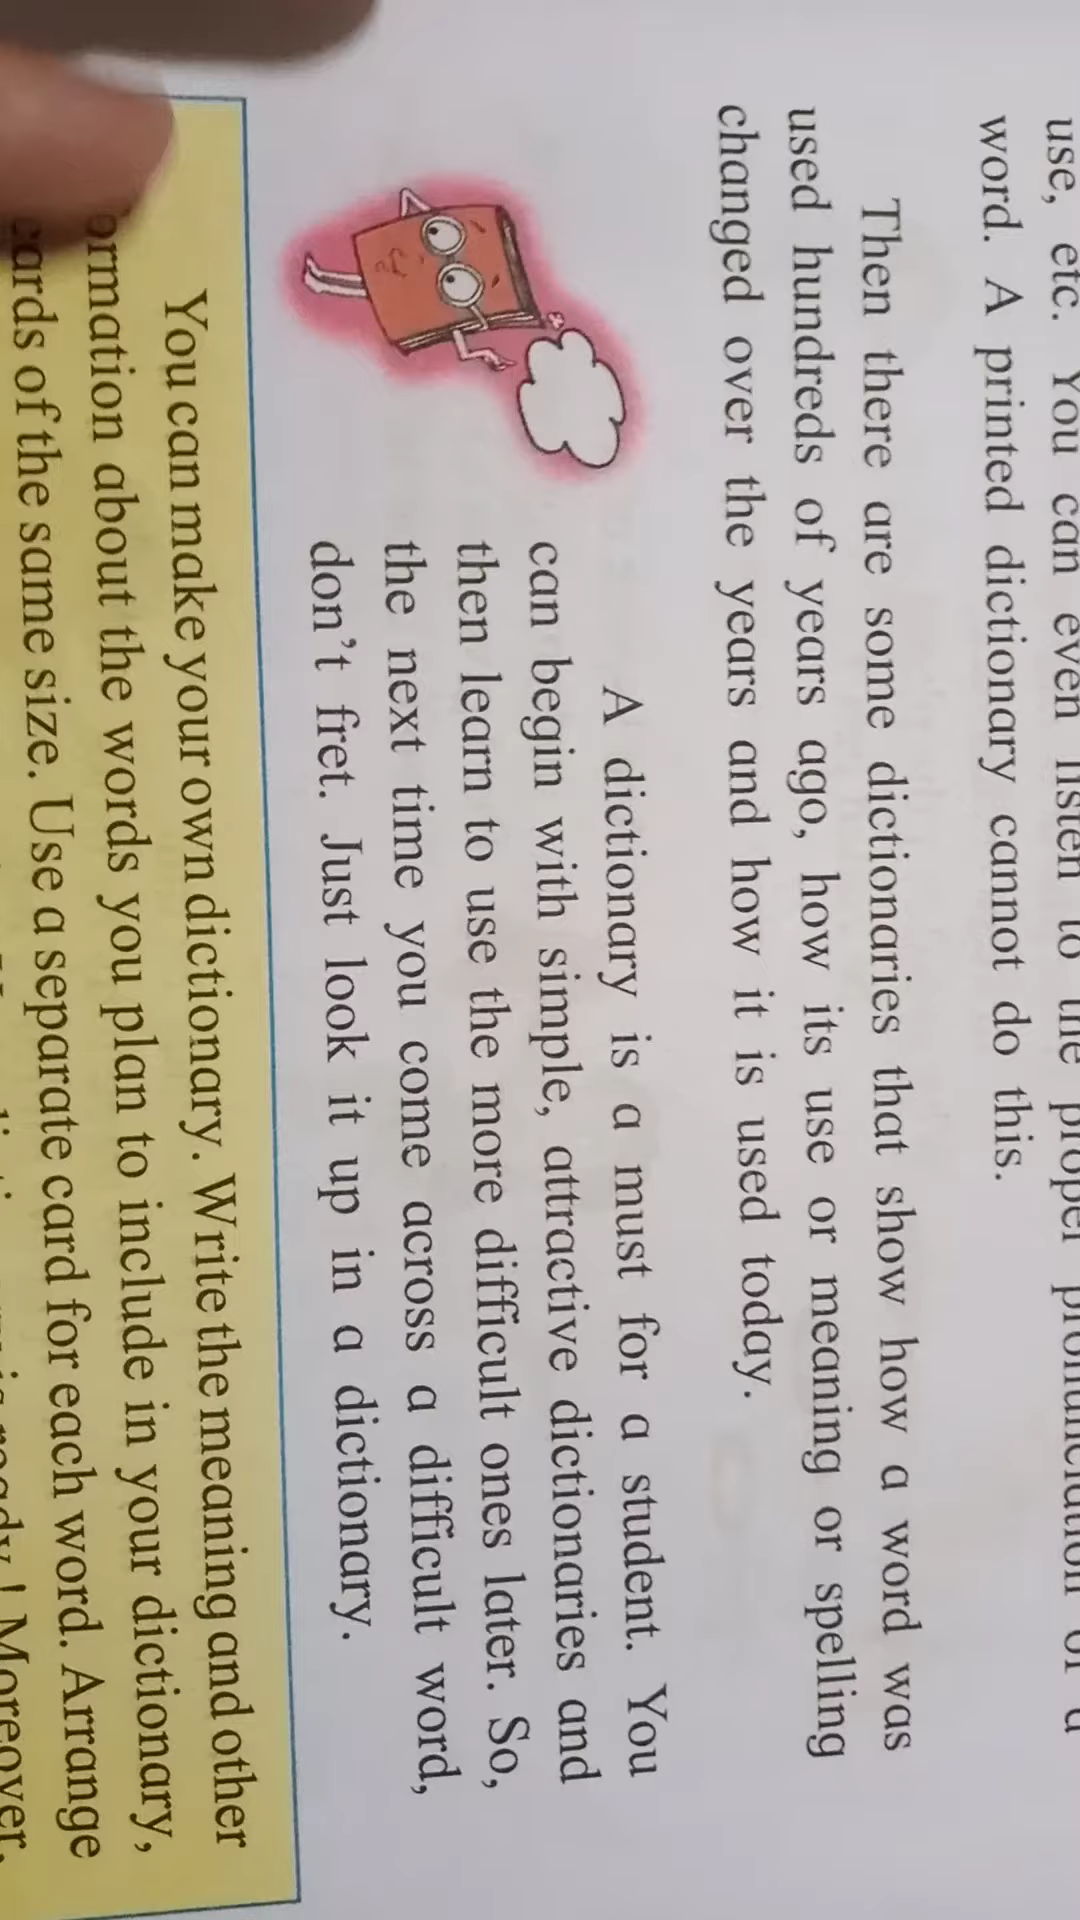 use, etc. You can even listen to the proper pronunciation of a
word. A printed dictionary cannot do this.
Then there are some dictionaries that show how a word was
used hundreds of years ago, how its use or meaning or spelling
changed over the years and how it is used today.
A dictionary is a must for a student. You
can begin with simple, attractive dictionaries and
then learn to use the more difficult ones later. So,
the next time you come across a difficult word,
don't fret. Just look it up in a dictionary.
You can make your own dictionary. Write the meaning and other
about the words you plan to include in your dictionary,
of the same size. Use a separate card for each word. Arrange
ready! Moreover,